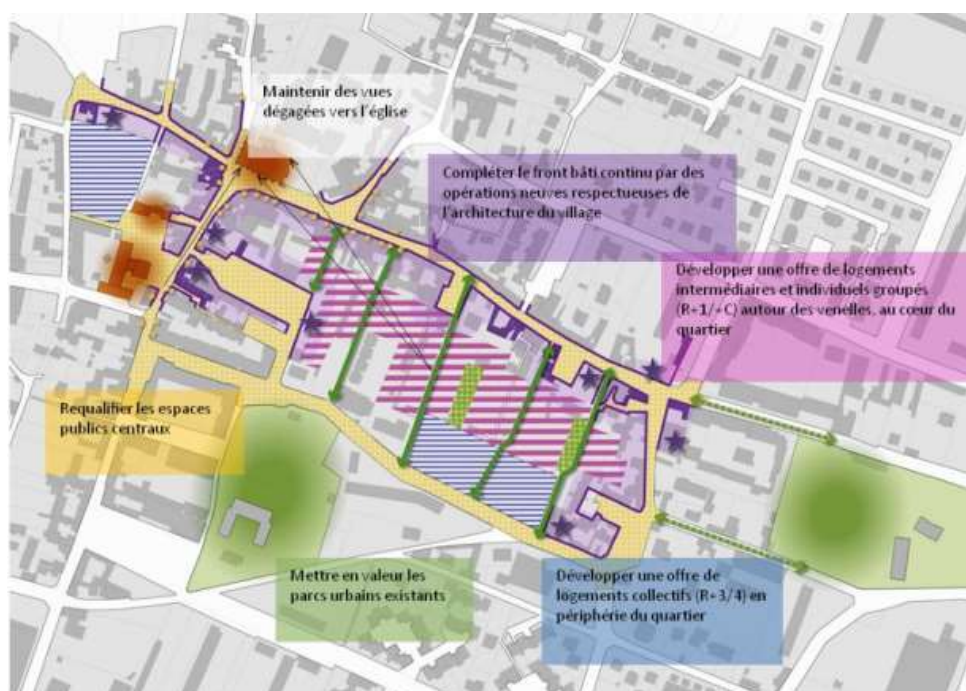 Maintenir des vues
dégagées vers l'église
Compléter le front bâti continu par des
opérations neuves respectueuses de
l'architecture du village
Développer une offre de logements
intermédiaires et individuels groupés
(R+1/+C) autour des venelles, au cœur du
quartier
Requalifier les espaces
publics centraux
Mettre en valeur les
parcs urbains existants
Développer une offre de
logements collectifs (R+3/4) en
périphérie du quartier